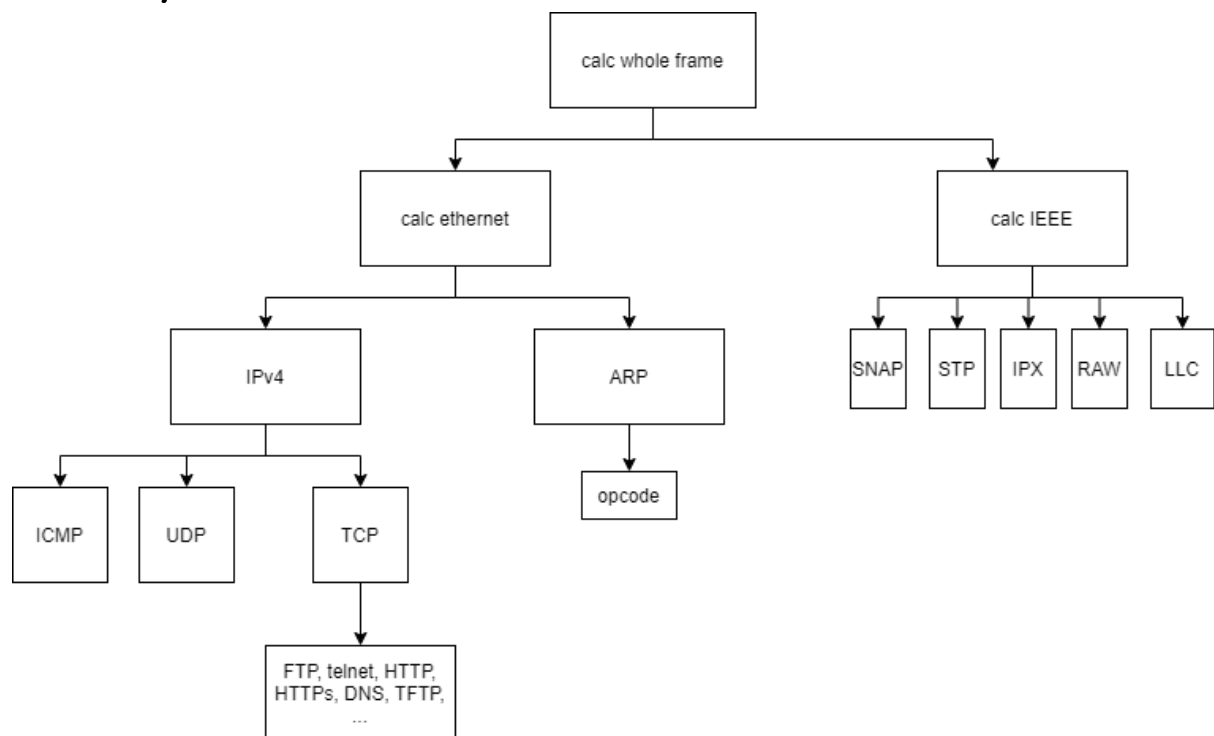 calc whole frame
calc ethernet
calc IEEE
IPv4
ARP
SNAP
STP
IPX
RAW
LLC
opcode
ICMP
UDP
TCP
FTP, telnet, HTTP,
HTTPs, DNS, TFTP,
...